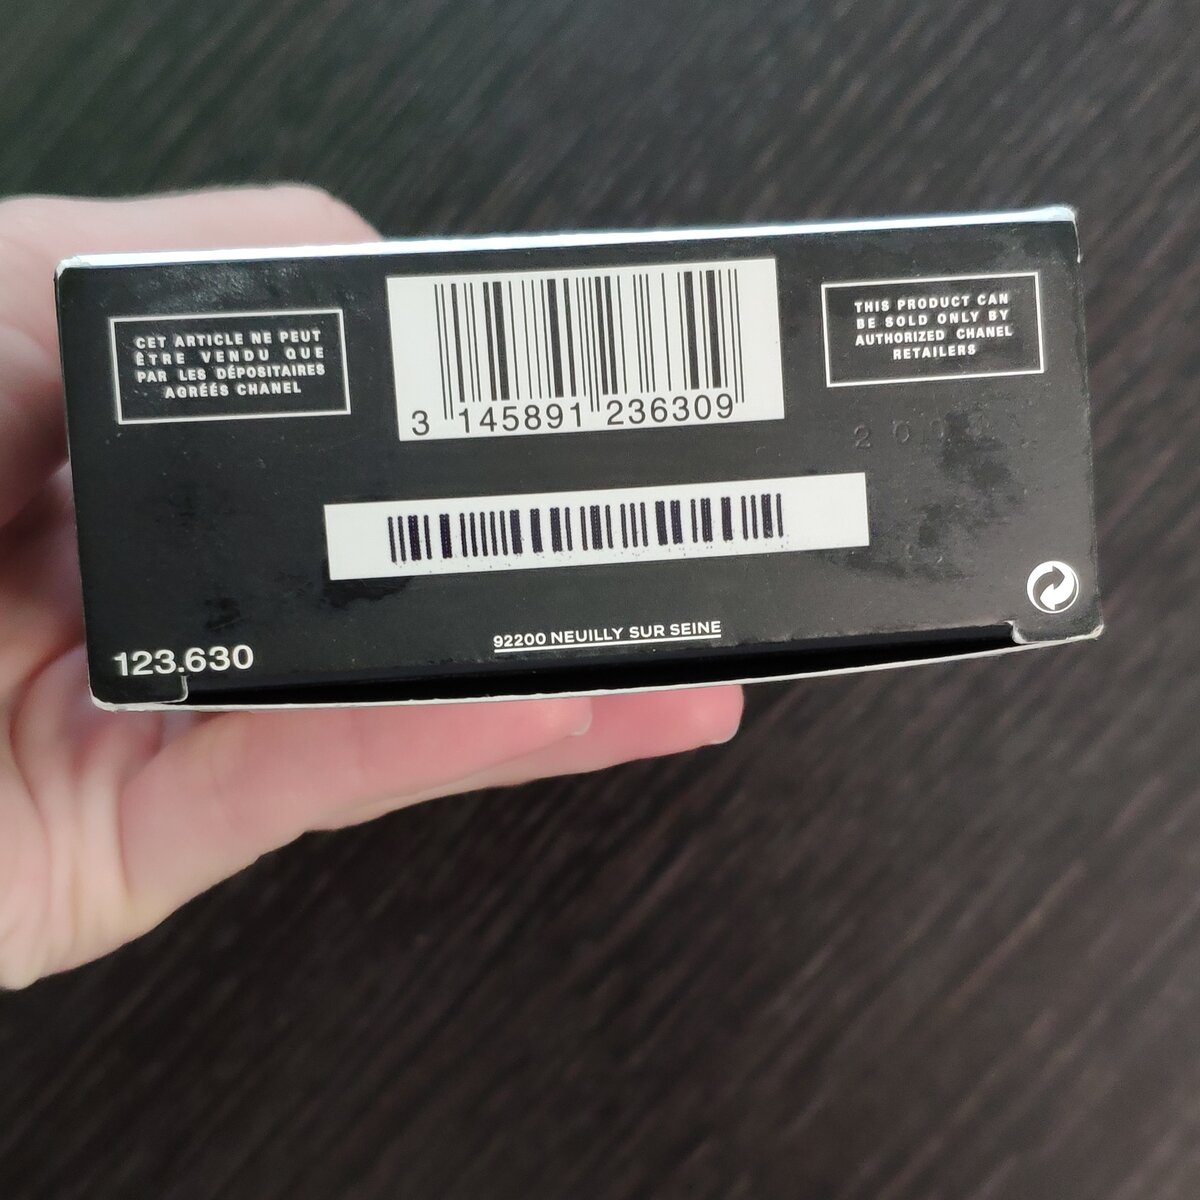 CET ARTICLE NE PEUT
ÊTRE VENDU QUE
PAR LES DÉPOSITAIRES
AGRÉÉS CHANEL
3 145891 236309
THIS PRODUCT CAN
BE SOLD ONLY BY
AUTHORIZED CHANEL
RETAILERS
92200 NEUILLY SUR SEINE
123.630